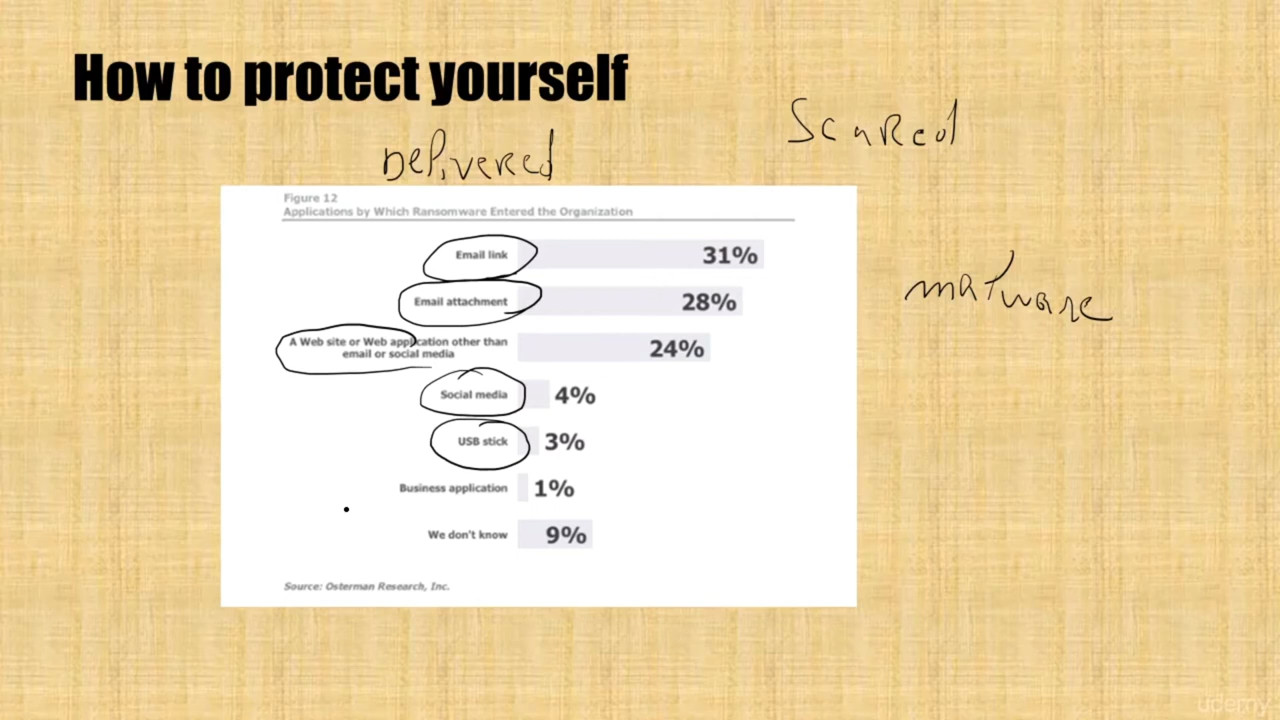 How to protect yourself
Scared
Delivered
Figure 12
Applications by Which Ransomware Entered the Organization
Email link 31%
Email attachment 28%
malware
A Web site or Web application other than
email or social media 24%
Social media 4%
USB stick 3%
Business application 1%
We don't know 9%
Source: Osterman Research, Inc.
udemy